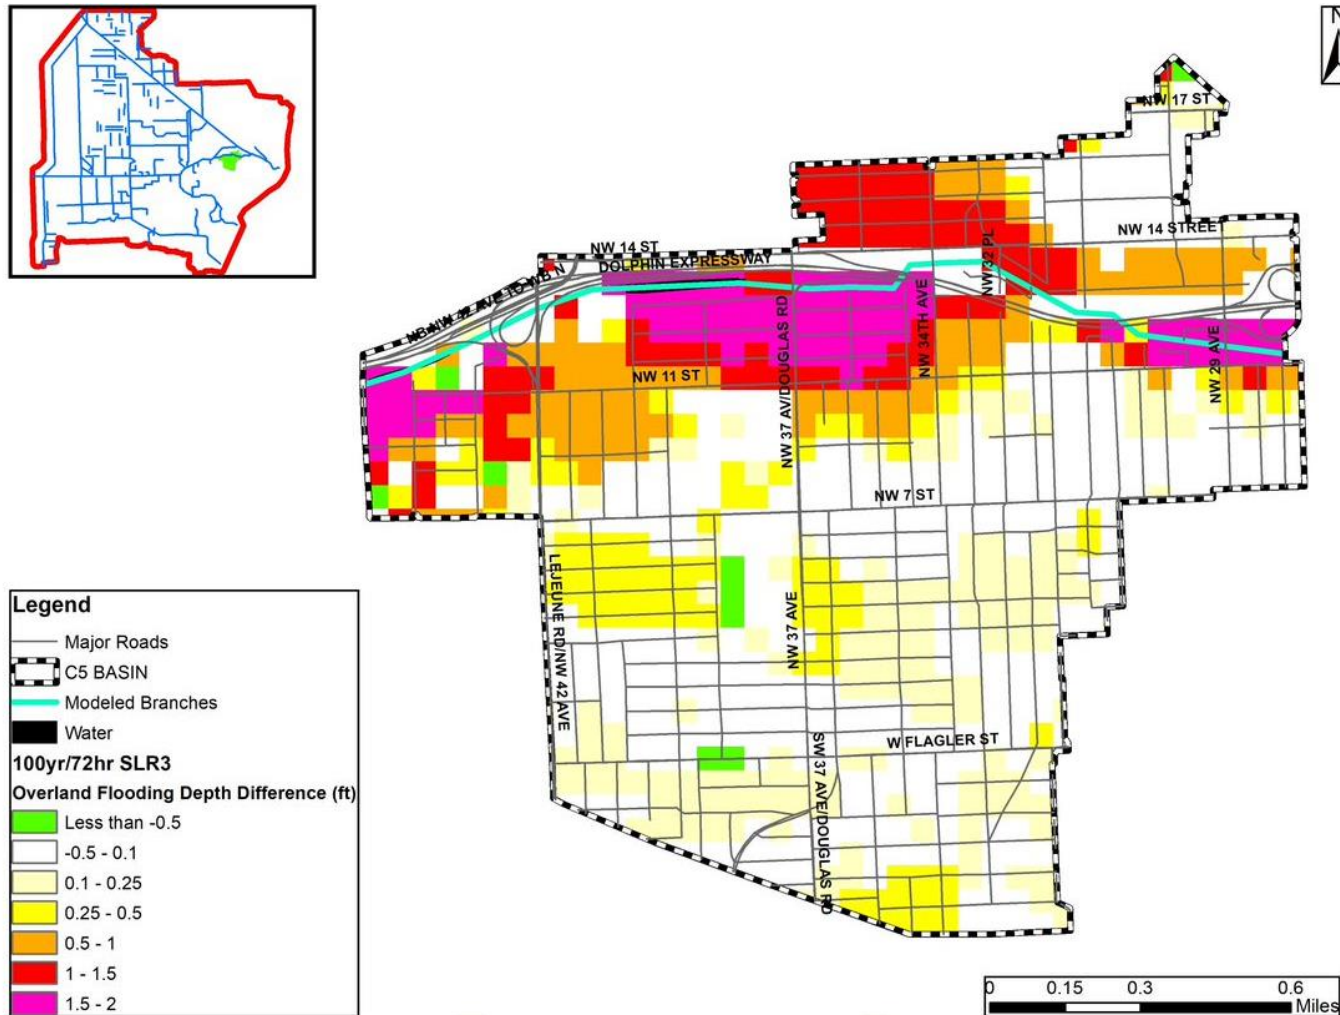 N
NW 17 ST
NW 14 STREET
NW 14 ST
DOLPHIN EXPRESSWAY
NW 32 PL
NW 34TH AVE
NW 37 AV/DOUGLAS RD
NW 29 AVE
NW 11 ST
NW 7 ST
LEJEUNE RD/NW 42 AVE
NW 37 AVE
W FLAGLER ST
SW 37 AVE/DOUGLAS RD
Legend
Major Roads
C5 BASIN
Modeled Branches
Water
100yr/72hr SLR3
Overland Flooding Depth Difference (ft)
Less than -0.5
-0.5 - 0.1
0.1 - 0.25
0.25 - 0.5
0.5 - 1
1 - 1.5
1.5 - 2
0 0.15 0.3 0.6
Miles